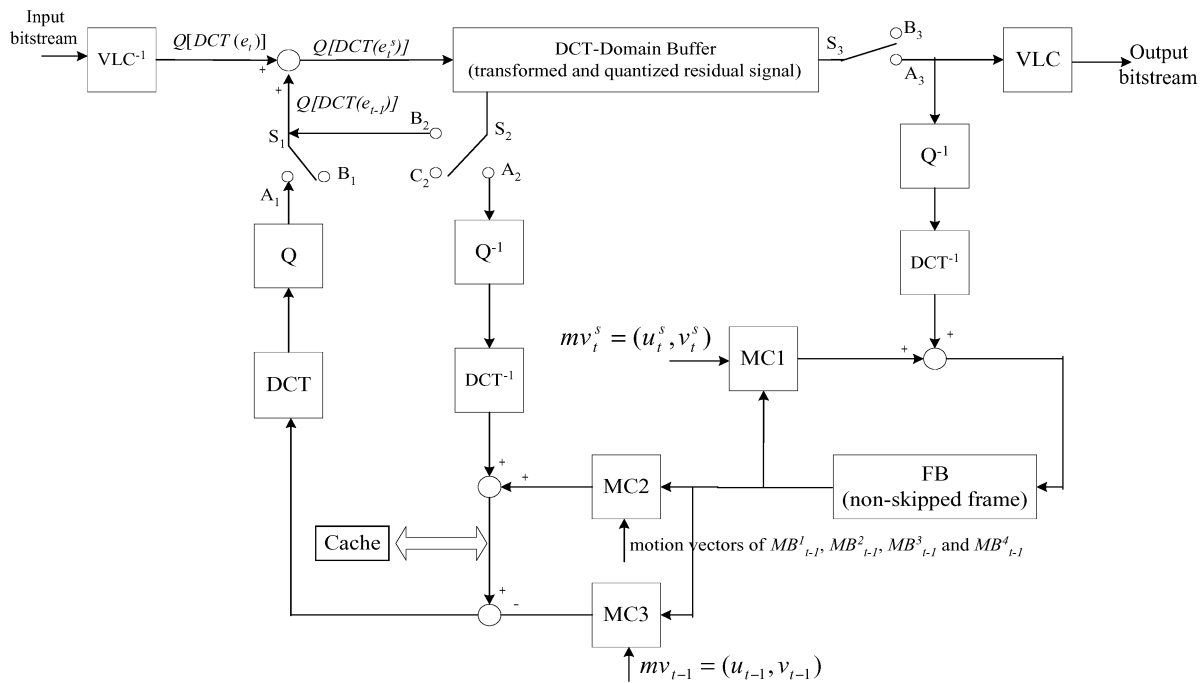 Input
bitstream
VLC⁻¹
Q[DCT (eₜ)]
+
+
Q[DCT(eₜˢ)]
DCT-Domain Buffer
(transformed and quantized residual signal)
S₃
B₃
A₃
VLC
Output
bitstream
Q[DCT(eₜ₋₁)]
S₁
A₁
B₁
B₂
S₂
C₂
A₂
Q⁻¹
Q
Q⁻¹
DCT⁻¹
DCT
DCT⁻¹
mvₜˢ = (uₜˢ, vₜˢ)
MC1
+
+
+
+
MC2
FB
(non-skipped frame)
Cache
motion vectors of MB¹ₜ₋₁, MB²ₜ₋₁, MB³ₜ₋₁ and MB⁴ₜ₋₁
+
-
MC3
mvₜ₋₁ = (uₜ₋₁, vₜ₋₁)